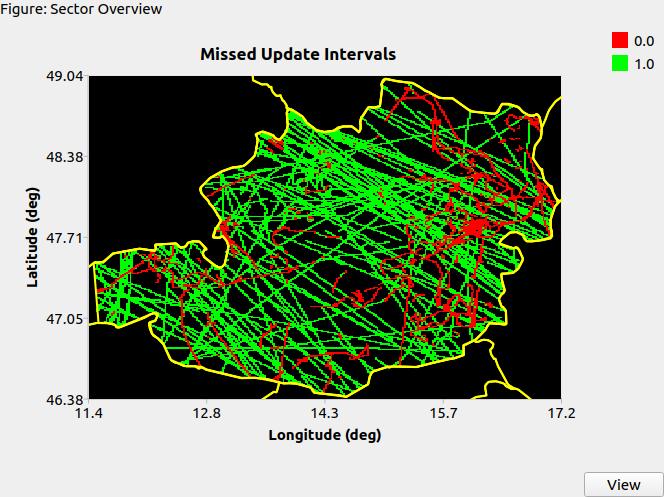 Figure: Sector Overview
Missed Update Intervals
0.0
1.0
49.04
48.38
47.71
47.05
46.38
Latitude (deg)
11.4 12.8 14.3 15.7 17.2
Longitude (deg)
View